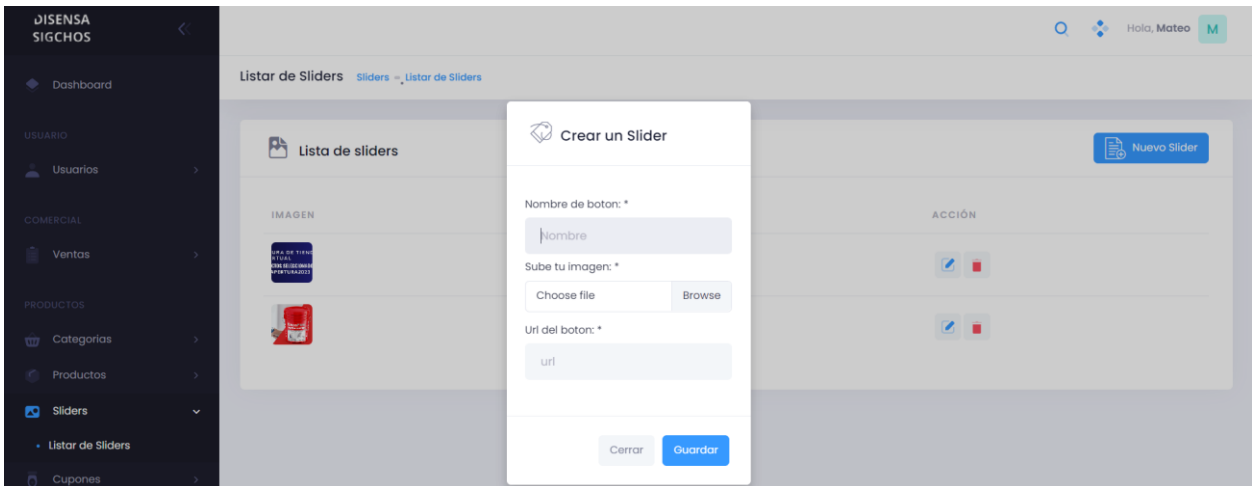 DISENSA
SIGCHOS
Hola, Mateo M
Dashboard
Listar de Sliders Sliders - Listar de Sliders
USUARIO
Usuarios
COMERCIAL
Ventas
PRODUCTOS
Categorias
Productos
Sliders
Listar de Sliders
Cupones
Lista de sliders
Nuevo Slider
IMAGEN
ACCIÓN
Crear un Slider
Nombre de boton: *
Nombre
Sube tu imagen: *
Choose file Browse
Url del boton: *
url
Cerrar Guardar